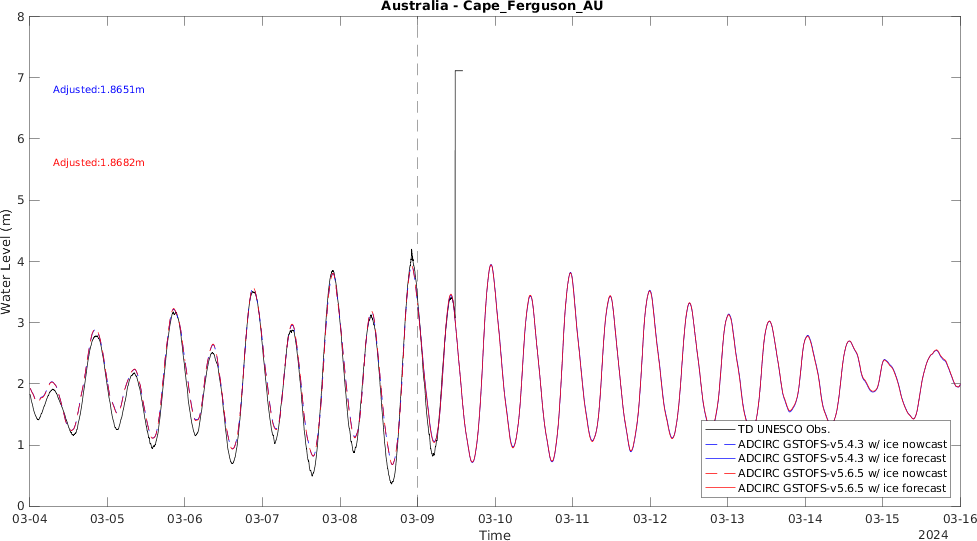 Australia - Cape_Ferguson_AU
8
7
Adjusted:1.8651m
6
Adjusted:1.8682m
5
4
3
2
1
0
Water Level (m)
TD UNESCO Obs.
ADCIRC GSTOFS-v5.4.3 w/ ice nowcast
ADCIRC GSTOFS-v5.4.3 w/ ice forecast
ADCIRC GSTOFS-v5.6.5 w/ ice nowcast
ADCIRC GSTOFS-v5.6.5 w/ ice forecast
03-04 03-05 03-06 03-07 03-08 03-09 03-10 03-11 03-12 03-13 03-14 03-15 03-16
Time
2024